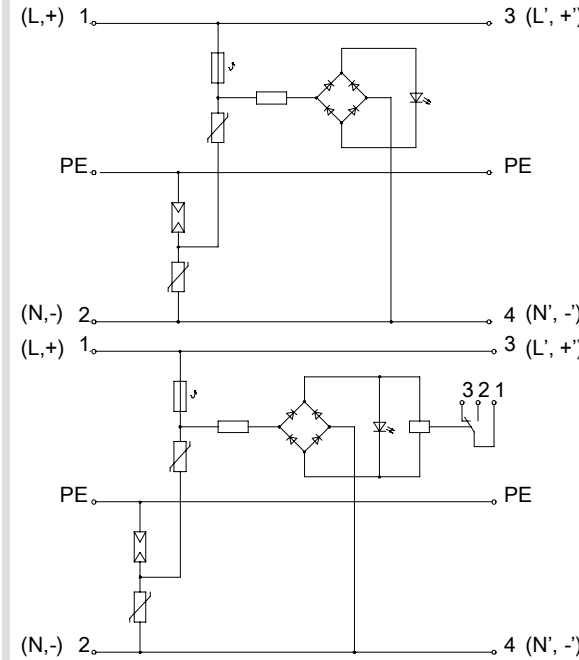 (L,+) 1 3 (L', +')
PE PE
(N,-) 2 4 (N', -')
(L,+) 1 3 (L', +')
3 2 1
PE PE
(N,-) 2 4 (N', -')